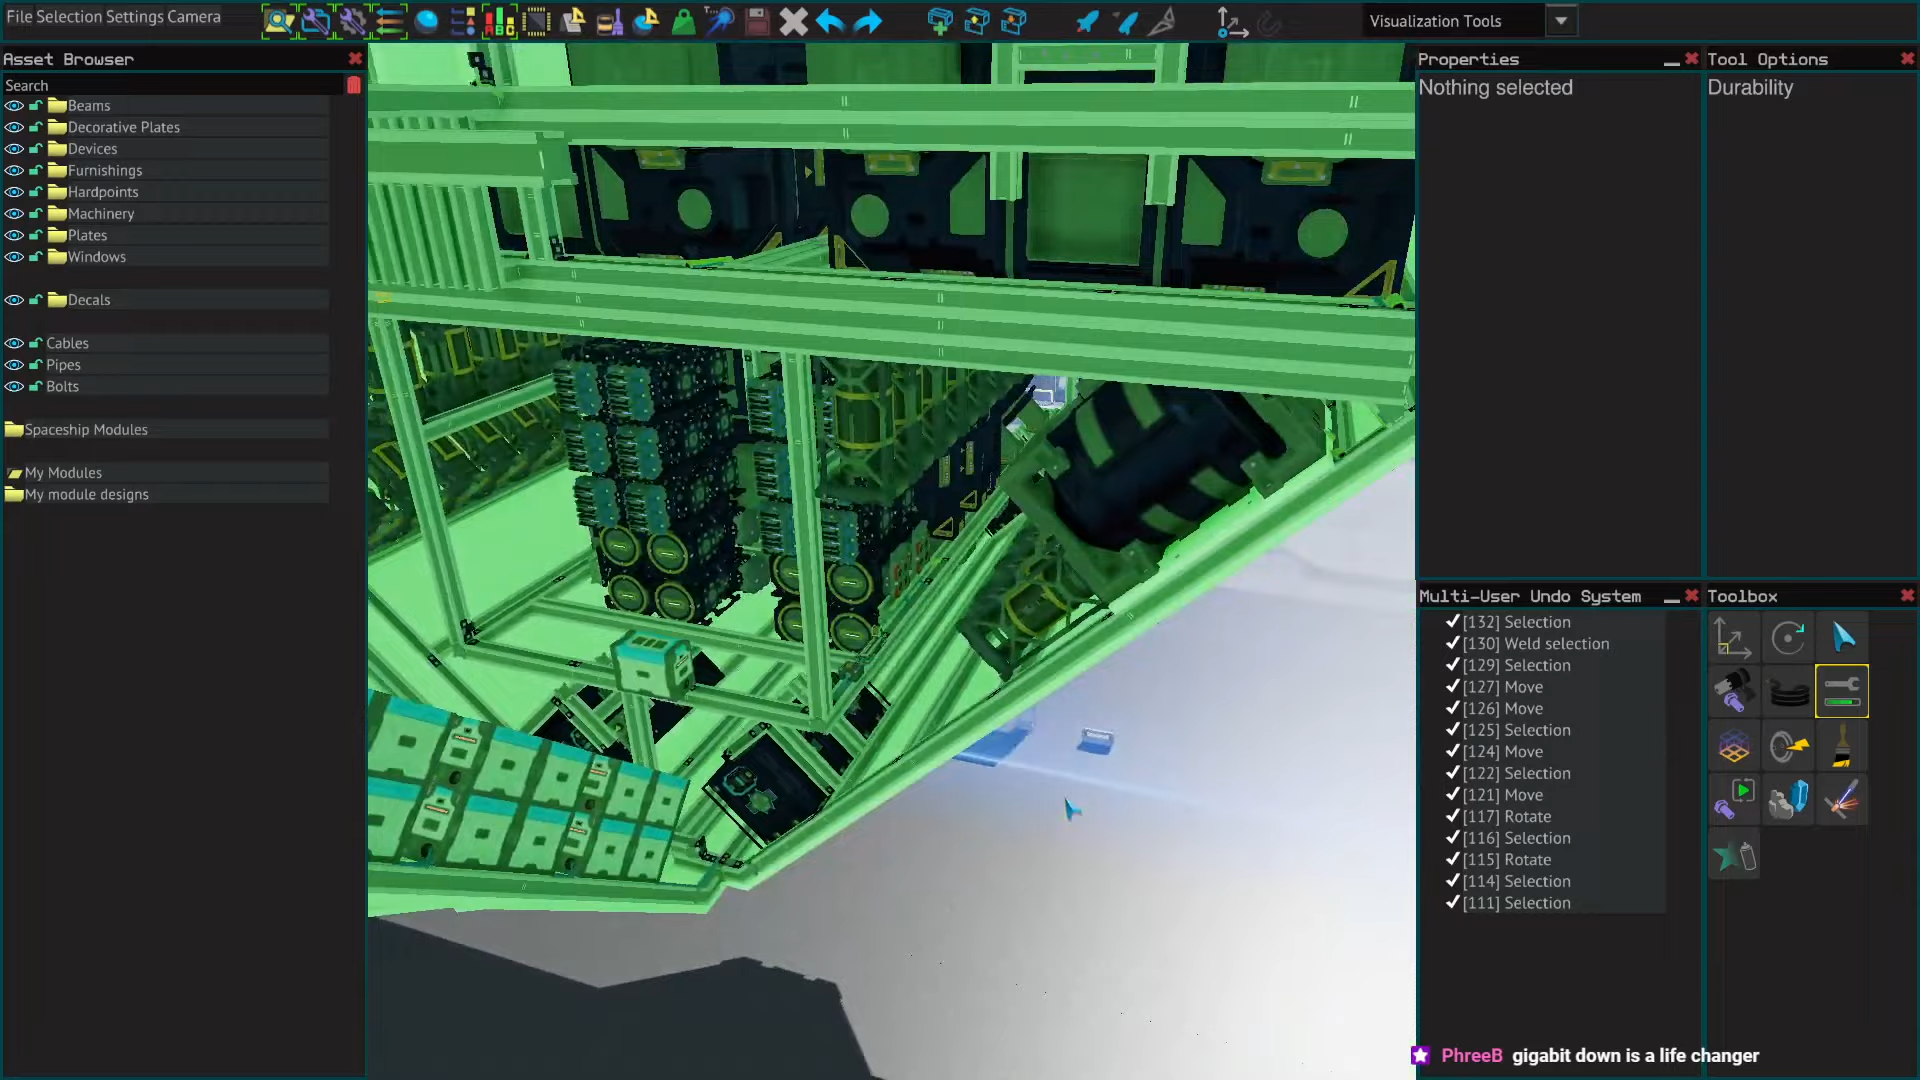 File Selection Settings Camera
Visualization Tools
Asset Browser
Search
Beams
Decorative Plates
Devices
Furnishings
Hardpoints
Machinery
Plates
Windows
Decals
Cables
Pipes
Bolts
Spaceship Modules
My Modules
My module designs
Properties
Nothing selected
Tool Options
Durability
Multi-User Undo System
[132] Selection
[130] Weld selection
[129] Selection
[127] Move
[126] Move
[125] Selection
[124] Move
[122] Selection
[121] Move
[117] Rotate
[116] Selection
[115] Rotate
[114] Selection
[111] Selection
Toolbox
PhreeB gigabit down is a life changer
ABC